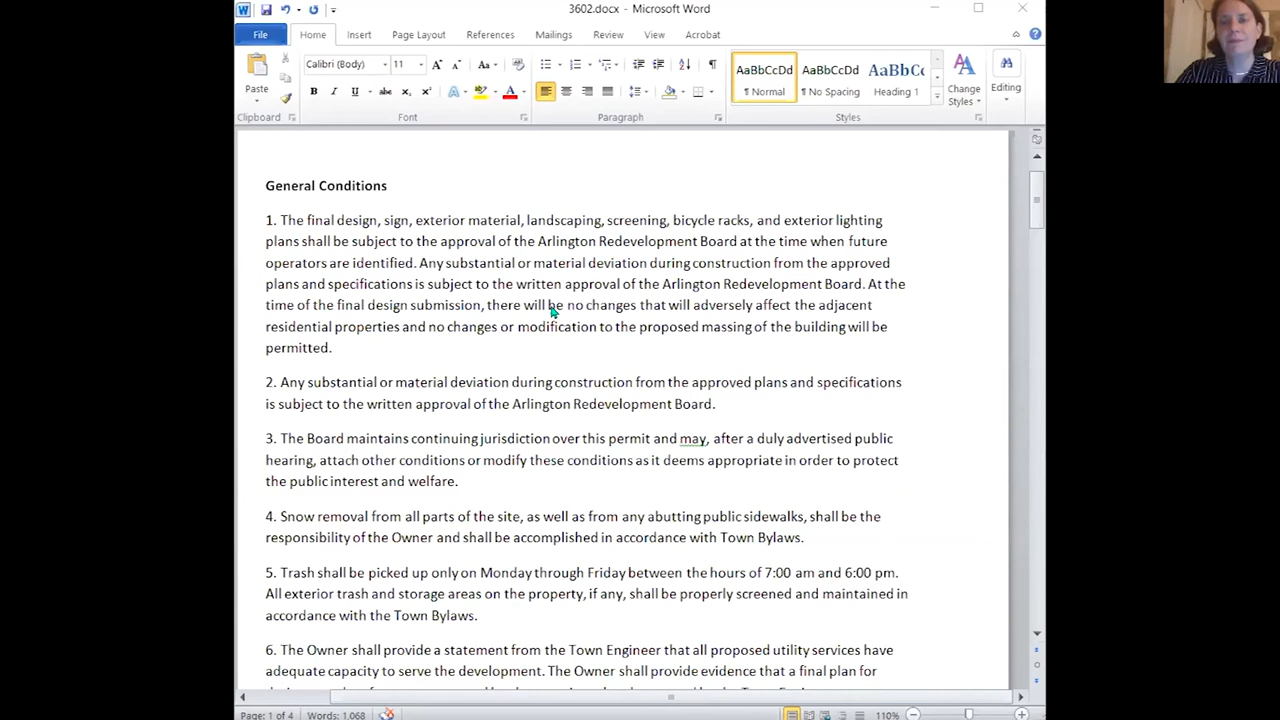 3602.docx - Microsoft Word
File Home Insert Page Layout References Mailings Review View Acrobat
Calibri (Body) 11
AaBbCcDd AaBbCcDd AaBbCc
Paste
¶ Normal ¶ No Spacing Heading 1 Change Styles Editing
Clipboard Font Paragraph Styles
General Conditions
1. The final design, sign, exterior material, landscaping, screening, bicycle racks, and exterior lighting
plans shall be subject to the approval of the Arlington Redevelopment Board at the time when future
operators are identified. Any substantial or material deviation during construction from the approved
plans and specifications is subject to the written approval of the Arlington Redevelopment Board. At the
time of the final design submission, there will be no changes that will adversely affect the adjacent
residential properties and no changes or modification to the proposed massing of the building will be
permitted.
2. Any substantial or material deviation during construction from the approved plans and specifications
is subject to the written approval of the Arlington Redevelopment Board.
3. The Board maintains continuing jurisdiction over this permit and may, after a duly advertised public
hearing, attach other conditions or modify these conditions as it deems appropriate in order to protect
the public interest and welfare.
4. Snow removal from all parts of the site, as well as from any abutting public sidewalks, shall be the
responsibility of the Owner and shall be accomplished in accordance with Town Bylaws.
5. Trash shall be picked up only on Monday through Friday between the hours of 7:00 am and 6:00 pm.
All exterior trash and storage areas on the property, if any, shall be properly screened and maintained in
accordance with the Town Bylaws.
6. The Owner shall provide a statement from the Town Engineer that all proposed utility services have
adequate capacity to serve the development. The Owner shall provide evidence that a final plan for
Page: 1 of 4 Words: 1,068 110%